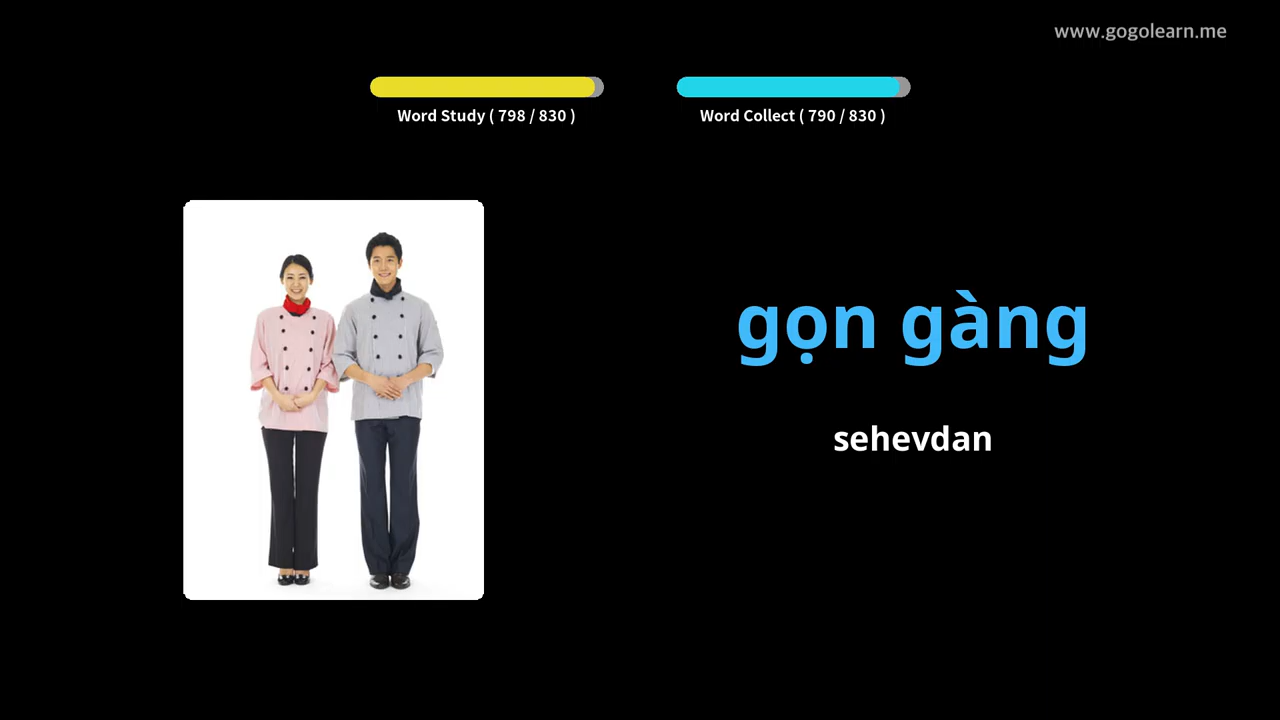 www.gogolearn.me
Word Study ( 798 / 830 )
Word Collect ( 790 / 830 )
gọn gàng
sehevdan